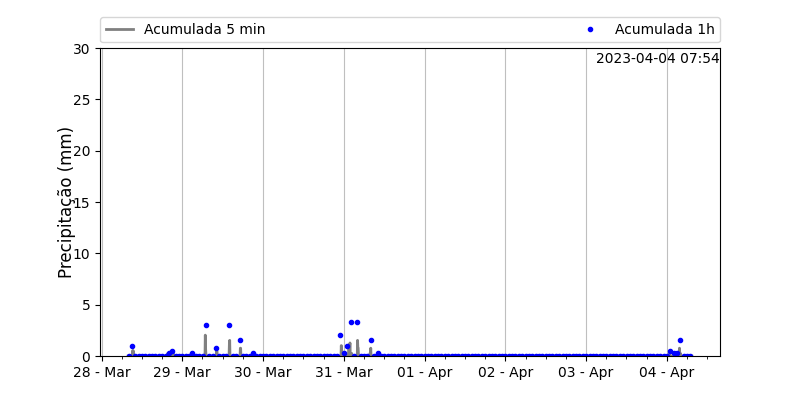 Acumulada 5 min Acumulada 1h
2023-04-04 07:54
Precipitação (mm)
30
25
20
15
10
5
0
28 - Mar 29 - Mar 30 - Mar 31 - Mar 01 - Apr 02 - Apr 03 - Apr 04 - Apr